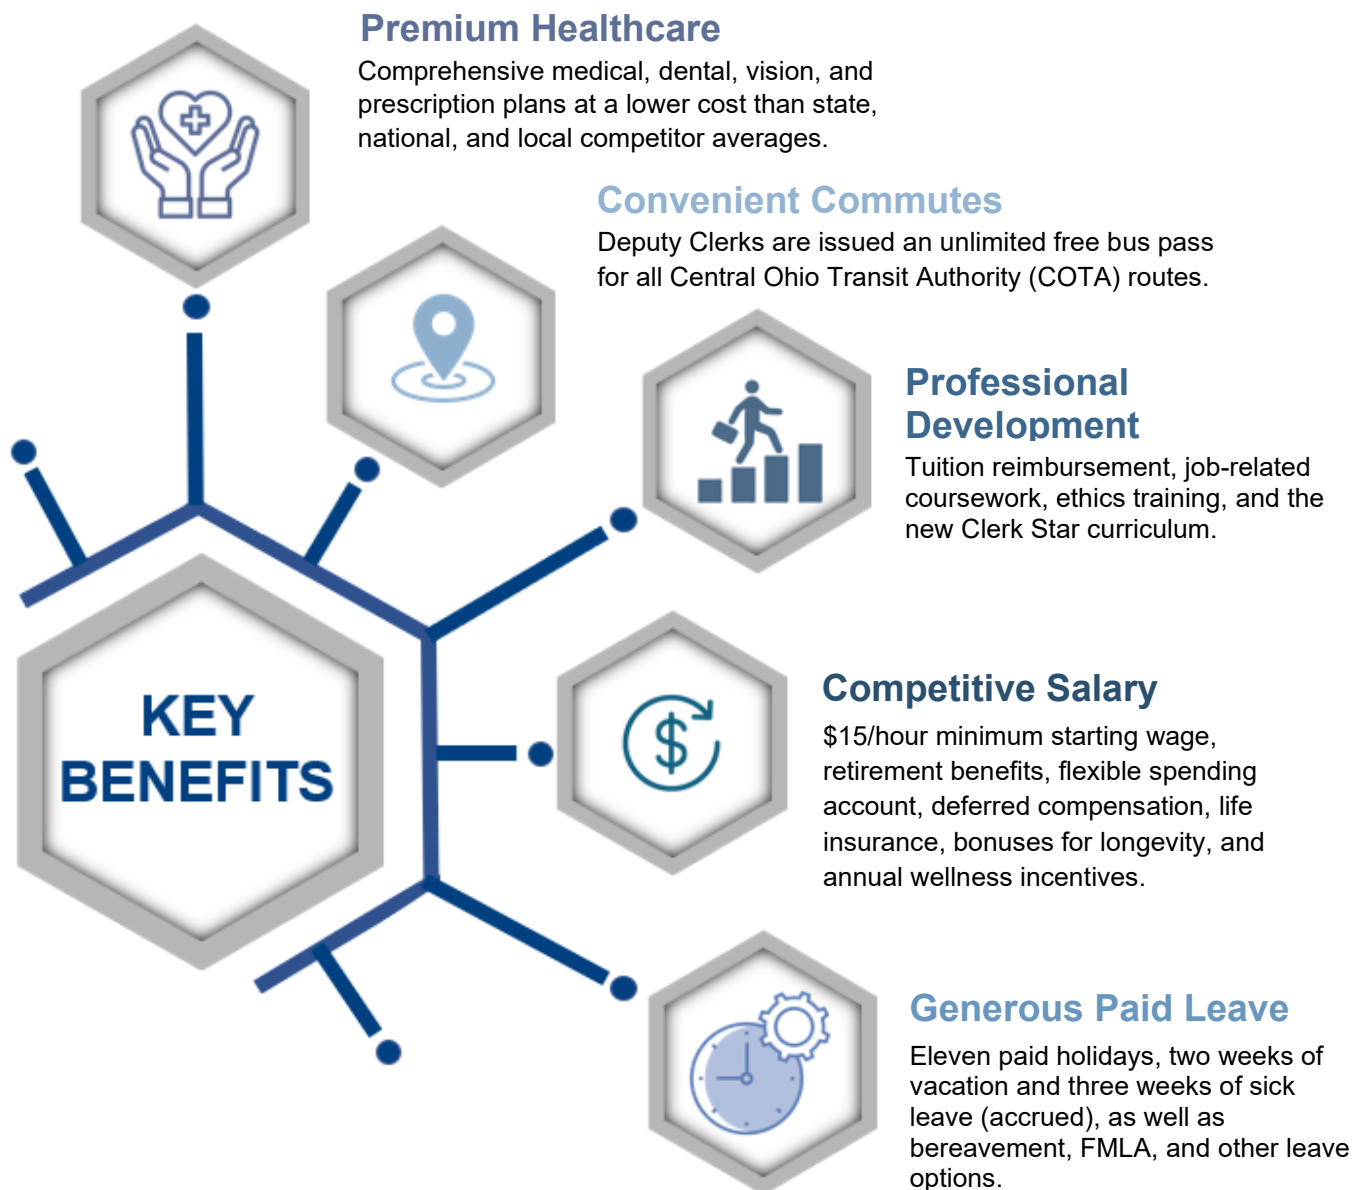 Premium Healthcare
Comprehensive medical, dental, vision, and
prescription plans at a lower cost than state,
national, and local competitor averages.
Convenient Commutes
Deputy Clerks are issued an unlimited free bus pass
for all Central Ohio Transit Authority (COTA) routes.
Professional
Development
Tuition reimbursement, job-related
coursework, ethics training, and the
new Clerk Star curriculum.
KEY
BENEFITS
Competitive Salary
$15/hour minimum starting wage,
retirement benefits, flexible spending
account, deferred compensation, life
insurance, bonuses for longevity, and
annual wellness incentives.
Generous Paid Leave
Eleven paid holidays, two weeks of
vacation and three weeks of sick
leave (accrued), as well as
bereavement, FMLA, and other leave
options.